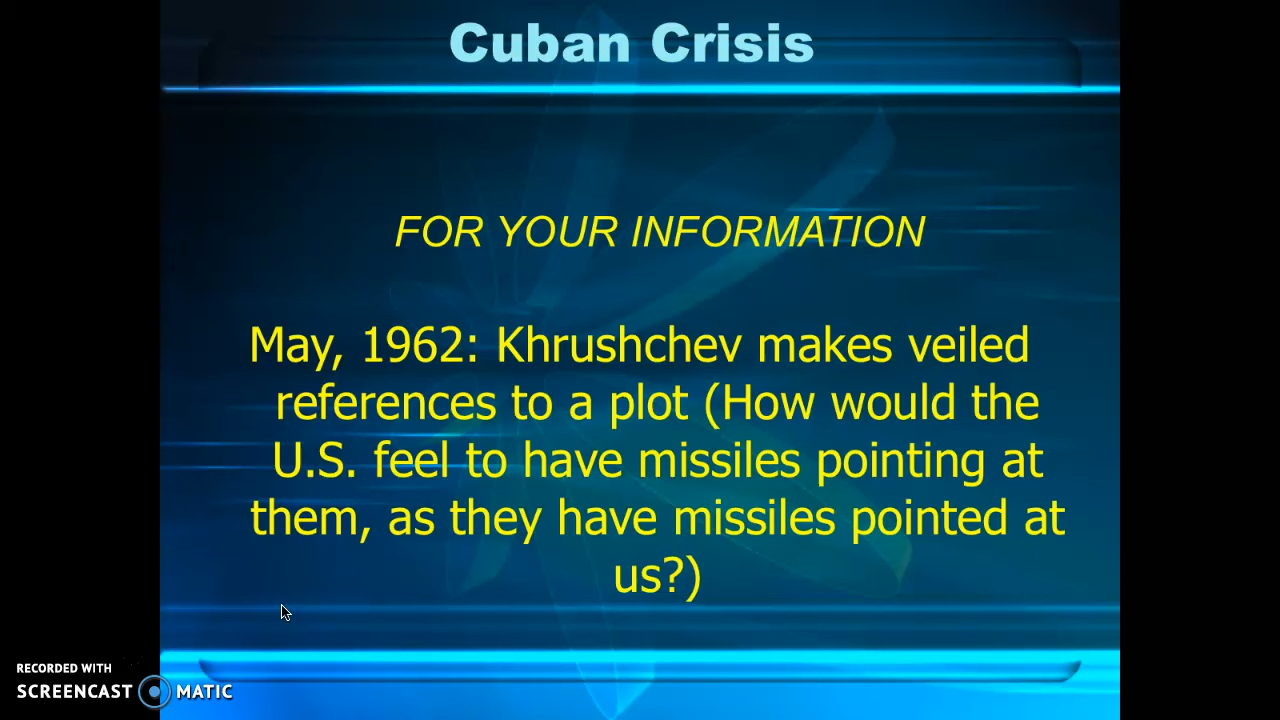 Cuban Crisis
FOR YOUR INFORMATION
May, 1962: Khrushchev makes veiled
references to a plot (How would the
U.S. feel to have missiles pointing at
them, as they have missiles pointed at
us?)
RECORDED WITH
SCREENCAST MATIC